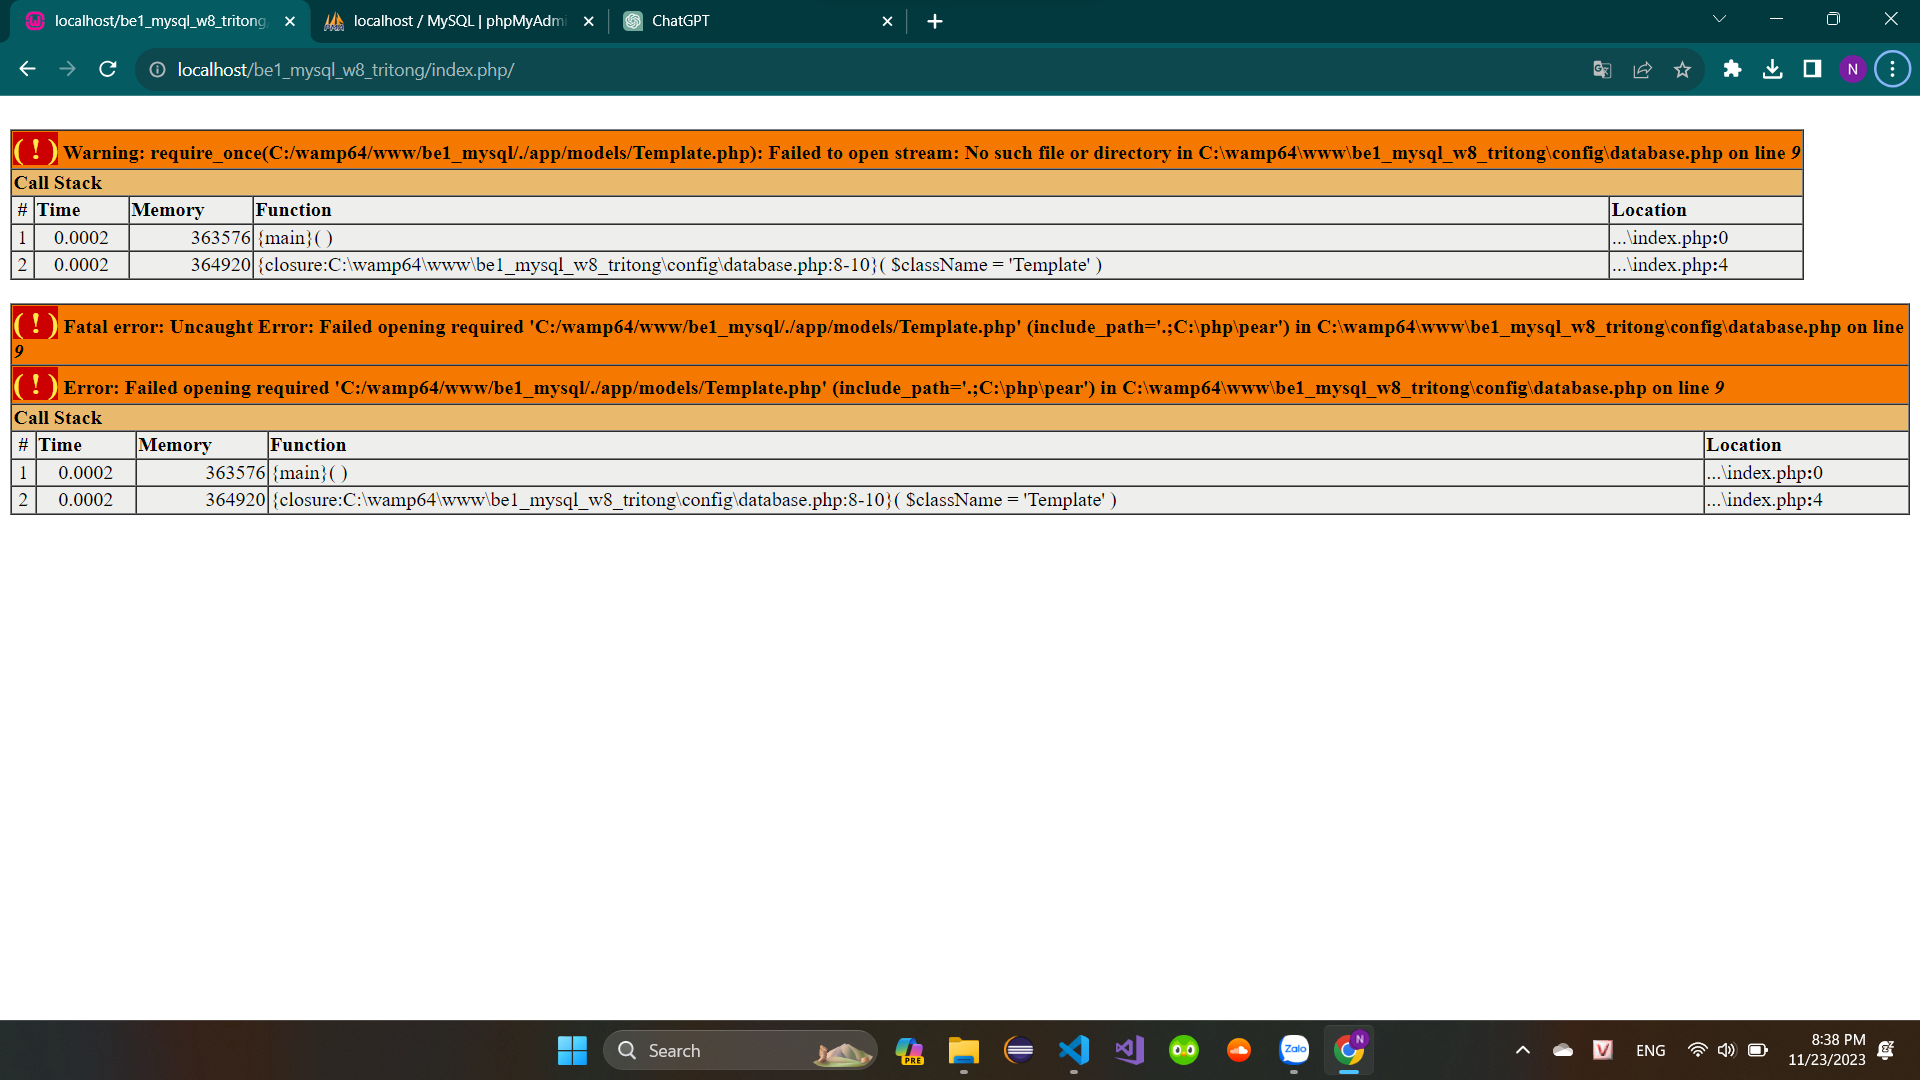 localhost/be1_mysql_w8_tritong
localhost / MySQL | phpMyAdmi
ChatGPT
localhost/be1_mysql_w8_tritong/index.php/
N
( ! ) Warning: require_once(C:/wamp64/www/be1_mysql/./app/models/Template.php): Failed to open stream: No such file or directory in C:\wamp64\www\be1_mysql_w8_tritong\config\database.php on line 9
Call Stack
# Time Memory Function Location
1 0.0002 363576 {main}( ) ...\index.php:0
2 0.0002 364920 {closure:C:\wamp64\www\be1_mysql_w8_tritong\config\database.php:8-10}( $className = 'Template' ) ...\index.php:4
( ! ) Fatal error: Uncaught Error: Failed opening required 'C:/wamp64/www/be1_mysql/./app/models/Template.php' (include_path='.;C:\php\pear') in C:\wamp64\www\be1_mysql_w8_tritong\config\database.php on line
9
( ! ) Error: Failed opening required 'C:/wamp64/www/be1_mysql/./app/models/Template.php' (include_path='.;C:\php\pear') in C:\wamp64\www\be1_mysql_w8_tritong\config\database.php on line 9
Call Stack
# Time Memory Function Location
1 0.0002 363576 {main}( ) ...\index.php:0
2 0.0002 364920 {closure:C:\wamp64\www\be1_mysql_w8_tritong\config\database.php:8-10}( $className = 'Template' ) ...\index.php:4
Search
PRE
Zalo
N
V
ENG
8:38 PM
11/23/2023